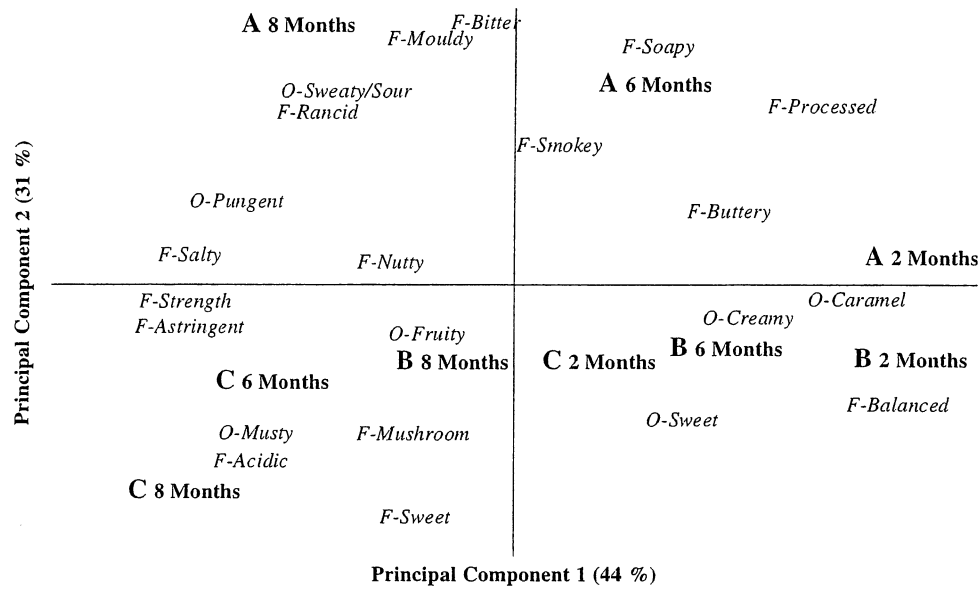 A 8 Months
F-Bitter
F-Mouldy
F-Soapy
O-Sweaty/Sour
A 6 Months
F-Rancid
F-Processed
F-Smokey
O-Pungent
F-Buttery
F-Salty
F-Nutty
A 2 Months
F-Strength
O-Caramel
F-Astringent
O-Fruity
O-Creamy
B 8 Months
C 2 Months
B 6 Months
B 2 Months
C 6 Months
F-Balanced
O-Sweet
O-Musty
F-Mushroom
F-Acidic
C 8 Months
F-Sweet
Principal Component 2 (31 %)
Principal Component 1 (44 %)